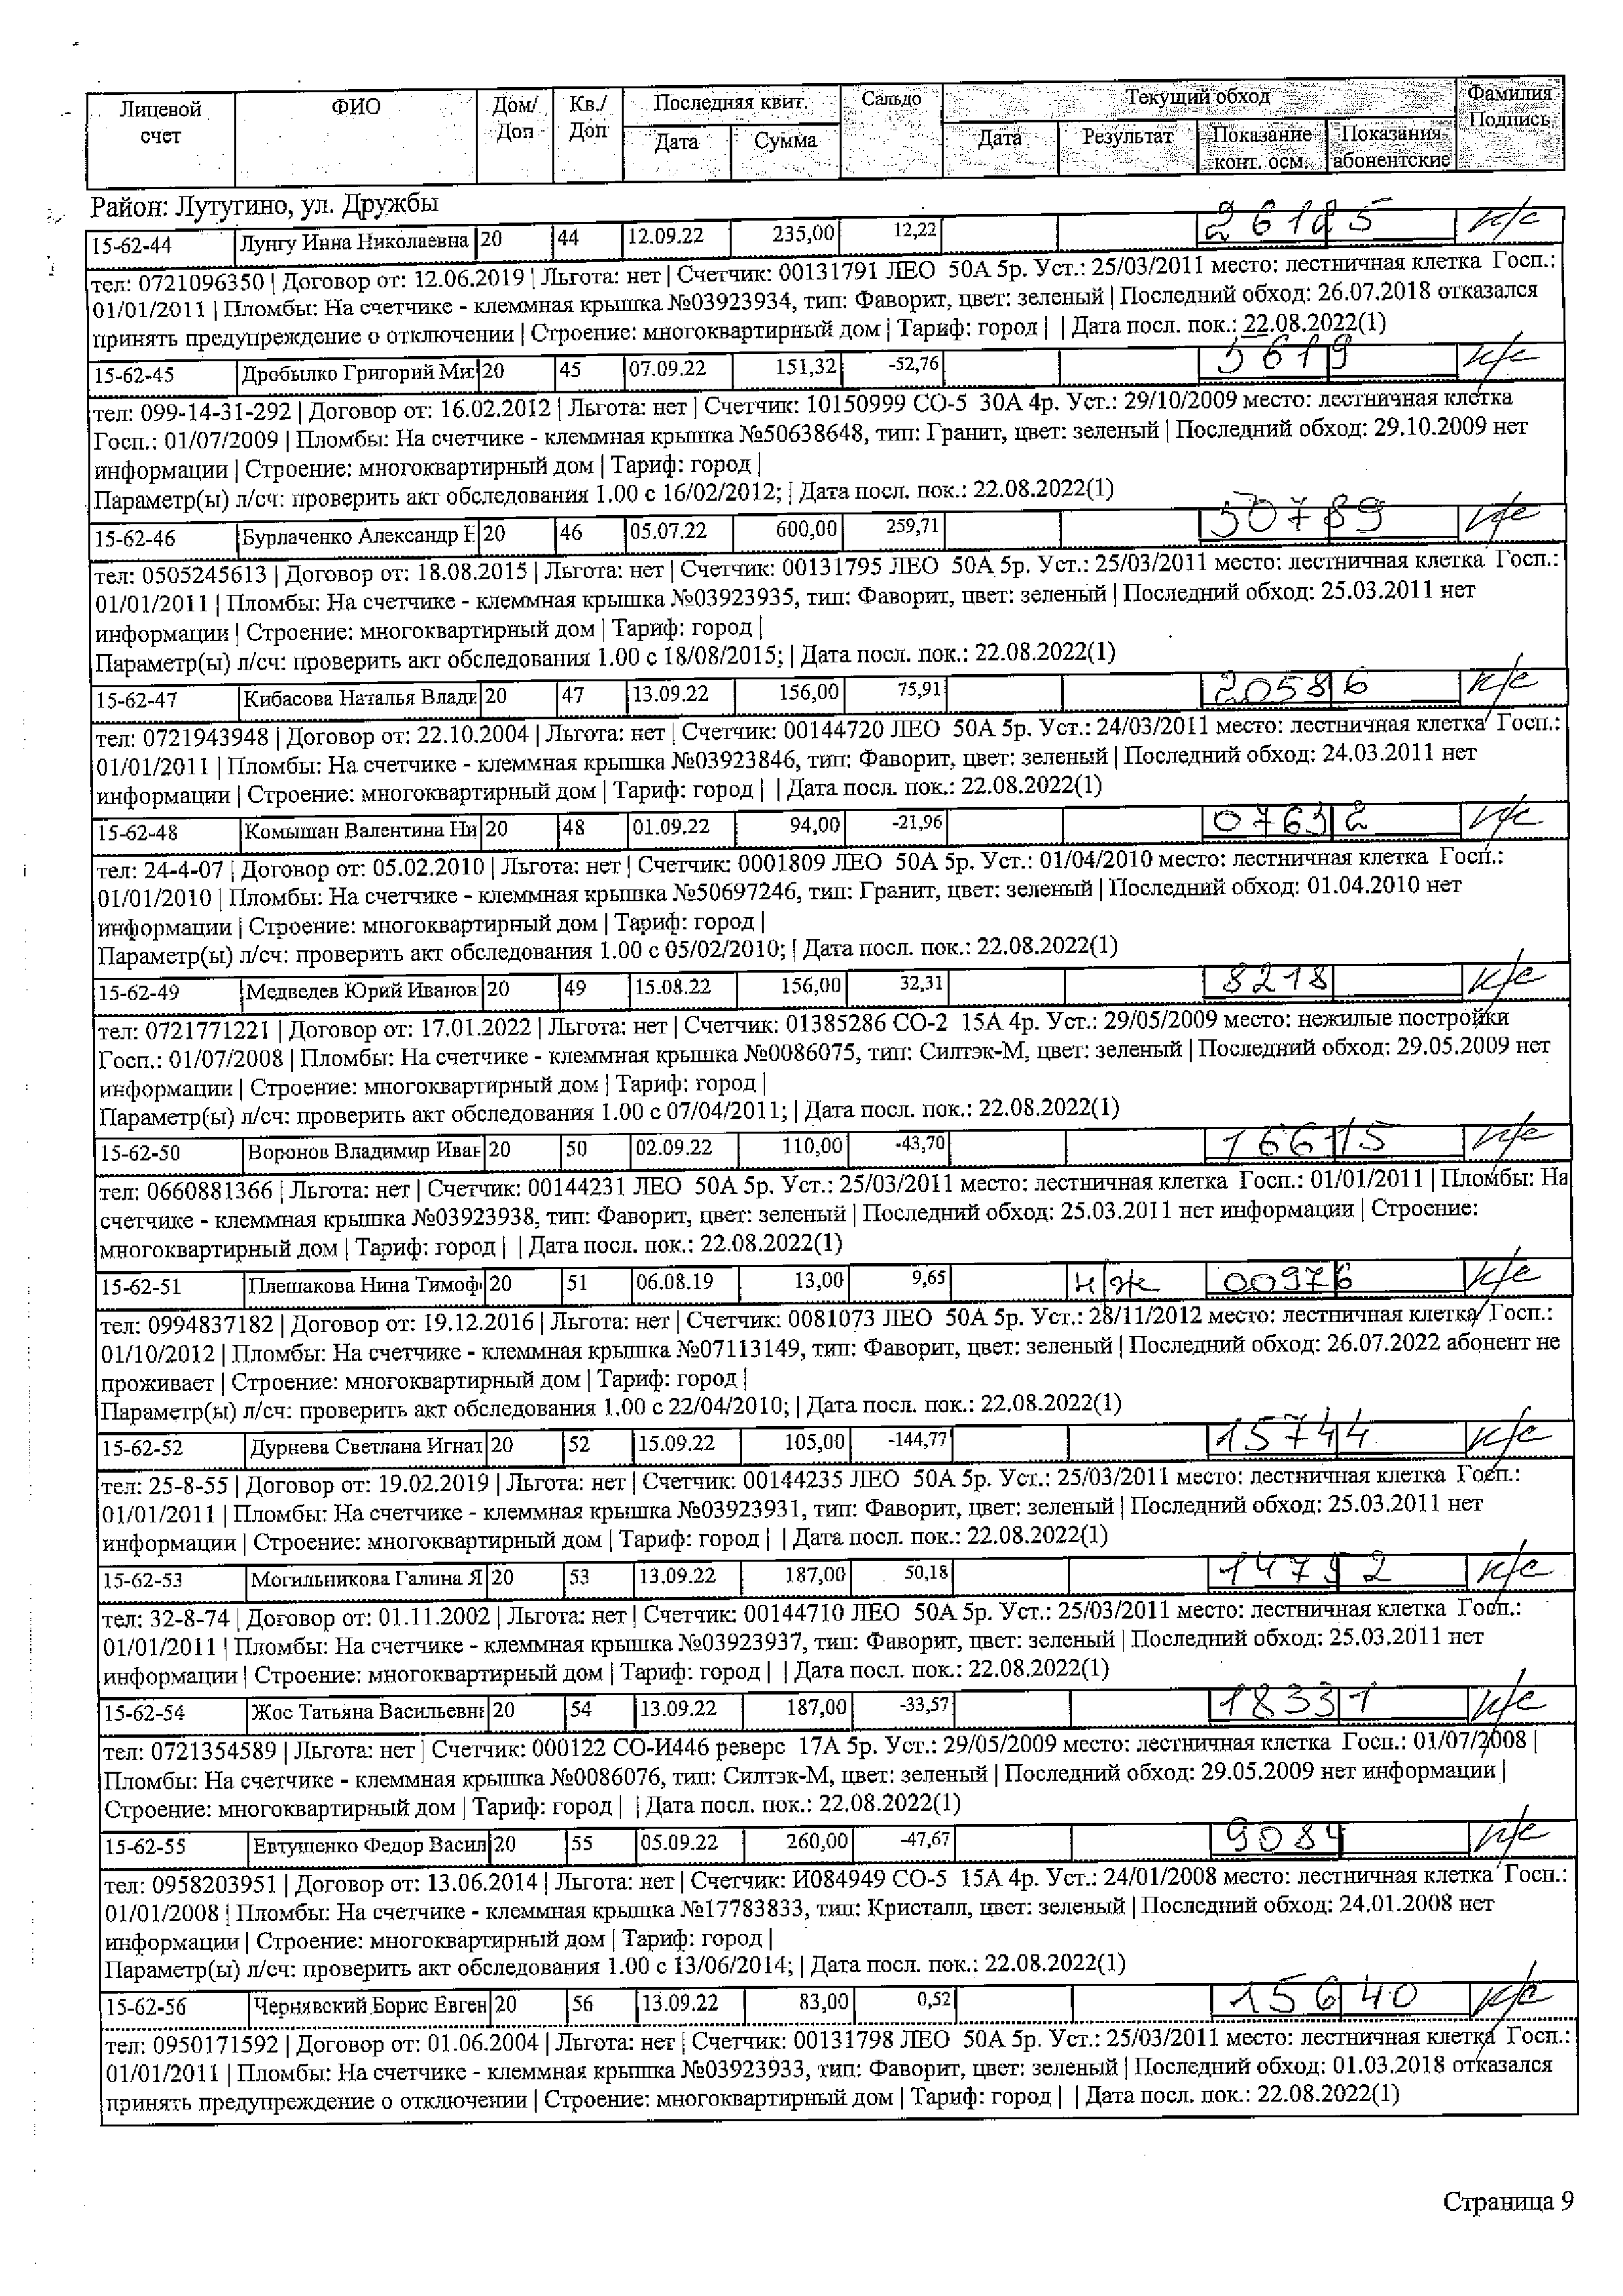 Лицевой счет | ФИО | Дом/ Доп | Кв./ Доп | Последняя квит. | Сальдо | Текущий обход | Фамилия Подпись
Дата | Сумма | Дата | Результат | Показание конт. осм. | Показания абонентские
Район: Лутугино, ул. Дружбы
15-62-44 Лунгу Инна Николаевна 20 44 12.09.22 235,00 12,22 к/с
тел: 0721096350 | Договор от: 12.06.2019 | Льгота: нет | Счетчик: 00131791 ЛЕО 50А 5р. Уст.: 25/03/2011 место: лестничная клетка Госп.:
01/01/2011 | Пломбы: На счетчике - клеммная крышка №03923934, тип: Фаворит, цвет: зеленый | Последний обход: 26.07.2018 отказался
принять предупреждение о отключении | Строение: многоквартирный дом | Тариф: город | | Дата посл. пок.: 22.08.2022(1)
15-62-45 Дробылко Григорий Ми 20 45 07.09.22 151,32 -52,76 5619 к/с
тел: 099-14-31-292 | Договор от: 16.02.2012 | Льгота: нет | Счетчик: 10150999 СО-5 30А 4р. Уст.: 29/10/2009 место: лестничная клетка
Госп.: 01/07/2009 | Пломбы: На счетчике - клеммная крышка №50638648, тип: Гранит, цвет: зеленый | Последний обход: 29.10.2009 нет
информации | Строение: многоквартирный дом | Тариф: город |
Параметр(ы) л/сч: проверить акт обследования 1.00 с 16/02/2012; | Дата посл. пок.: 22.08.2022(1)
15-62-46 Бурлаченко Александр Н 20 46 05.07.22 600,00 259,71 50789 к/с
тел: 0505245613 | Договор от: 18.08.2015 | Льгота: нет | Счетчик: 00131795 ЛЕО 50А 5р. Уст.: 25/03/2011 место: лестничная клетка Госп.:
01/01/2011 | Пломбы: На счетчике - клеммная крышка №03923935, тип: Фаворит, цвет: зеленый | Последний обход: 25.03.2011 нет
информации | Строение: многоквартирный дом | Тариф: город |
Параметр(ы) л/сч: проверить акт обследования 1.00 с 18/08/2015; | Дата посл. пок.: 22.08.2022(1)
15-62-47 Кибасова Наталья Влади 20 47 13.09.22 156,00 75,91 20586 к/с
тел: 0721943948 | Договор от: 22.10.2004 | Льгота: нет | Счетчик: 00144720 ЛЕО 50А 5р. Уст.: 24/03/2011 место: лестничная клетка Госп.:
01/01/2011 | Пломбы: На счетчике - клеммная крышка №03923846, тип: Фаворит, цвет: зеленый | Последний обход: 24.03.2011 нет
информации | Строение: многоквартирный дом | Тариф: город | | Дата посл. пок.: 22.08.2022(1)
15-62-48 Комышан Валентина Ни 20 48 01.09.22 94,00 -21,96 07632 к/с
тел: 24-4-07 | Договор от: 05.02.2010 | Льгота: нет | Счетчик: 0001809 ЛЕО 50А 5р. Уст.: 01/04/2010 место: лестничная клетка Госп.:
01/01/2010 | Пломбы: На счетчике - клеммная крышка №50697246, тип: Гранит, цвет: зеленый | Последний обход: 01.04.2010 нет
информации | Строение: многоквартирный дом | Тариф: город |
Параметр(ы) л/сч: проверить акт обследования 1.00 с 05/02/2010; | Дата посл. пок.: 22.08.2022(1)
15-62-49 Медведев Юрий Иванов 20 49 15.08.22 156,00 32,31 8218 к/с
тел: 0721771221 | Договор от: 17.01.2022 | Льгота: нет | Счетчик: 01385286 СО-2 15А 4р. Уст.: 29/05/2009 место: нежилые постройки
Госп.: 01/07/2008 | Пломбы: На счетчике - клеммная крышка №0086075, тип: Силтэк-М, цвет: зеленый | Последний обход: 29.05.2009 нет
информации | Строение: многоквартирный дом | Тариф: город |
Параметр(ы) л/сч: проверить акт обследования 1.00 с 07/04/2011; | Дата посл. пок.: 22.08.2022(1)
15-62-50 Воронов Владимир Иван 20 50 02.09.22 110,00 -43,70 16615 к/с
тел: 0660881366 | Льгота: нет | Счетчик: 00144231 ЛЕО 50А 5р. Уст.: 25/03/2011 место: лестничная клетка Госп.: 01/01/2011 | Пломбы: На
счетчике - клеммная крышка №03923938, тип: Фаворит, цвет: зеленый | Последний обход: 25.03.2011 нет информации | Строение:
многоквартирный дом | Тариф: город | | Дата посл. пок.: 22.08.2022(1)
15-62-51 Плешакова Нина Тимоф 20 51 06.08.19 13,00 9,65 н/ж 00976 к/с
тел: 0994837182 | Договор от: 19.12.2016 | Льгота: нет | Счетчик: 0081073 ЛЕО 50А 5р. Уст.: 28/11/2012 место: лестничная клетка Госп.:
01/10/2012 | Пломбы: На счетчике - клеммная крышка №07113149, тип: Фаворит, цвет: зеленый | Последний обход: 26.07.2022 абонент не
проживает | Строение: многоквартирный дом | Тариф: город |
Параметр(ы) л/сч: проверить акт обследования 1.00 с 22/04/2010; | Дата посл. пок.: 22.08.2022(1)
15-62-52 Дурнева Светлана Игнат 20 52 15.09.22 105,00 -144,77 15744 к/с
тел: 25-8-55 | Договор от: 19.02.2019 | Льгота: нет | Счетчик: 00144235 ЛЕО 50А 5р. Уст.: 25/03/2011 место: лестничная клетка Госп.:
01/01/2011 | Пломбы: На счетчике - клеммная крышка №03923931, тип: Фаворит, цвет: зеленый | Последний обход: 25.03.2011 нет
информации | Строение: многоквартирный дом | Тариф: город | | Дата посл. пок.: 22.08.2022(1)
15-62-53 Могильникова Галина Я 20 53 13.09.22 187,00 50,18 к/с
тел: 32-8-74 | Договор от: 01.11.2002 | Льгота: нет | Счетчик: 00144710 ЛЕО 50А 5р. Уст.: 25/03/2011 место: лестничная клетка Госп.:
01/01/2011 | Пломбы: На счетчике - клеммная крышка №03923937, тип: Фаворит, цвет: зеленый | Последний обход: 25.03.2011 нет
информации | Строение: многоквартирный дом | Тариф: город | | Дата посл. пок.: 22.08.2022(1)
15-62-54 Жос Татьяна Васильевн 20 54 13.09.22 187,00 -33,57 18331 к/с
тел: 0721354589 | Льгота: нет | Счетчик: 000122 СО-И446 реверс 17А 5р. Уст.: 29/05/2009 место: лестничная клетка Госп.: 01/07/2008 |
Пломбы: На счетчике - клеммная крышка №0086076, тип: Силтэк-М, цвет: зеленый | Последний обход: 29.05.2009 нет информации |
Строение: многоквартирный дом | Тариф: город | | Дата посл. пок.: 22.08.2022(1)
15-62-55 Евтушенко Федор Васил 20 55 05.09.22 260,00 -47,67 9084 к/с
тел: 0958203951 | Договор от: 13.06.2014 | Льгота: нет | Счетчик: И084949 СО-5 15А 4р. Уст.: 24/01/2008 место: лестничная клетка Госп.:
01/01/2008 | Пломбы: На счетчике - клеммная крышка №17783833, тип: Кристалл, цвет: зеленый | Последний обход: 24.01.2008 нет
информации | Строение: многоквартирный дом | Тариф: город |
Параметр(ы) л/сч: проверить акт обследования 1.00 с 13/06/2014; | Дата посл. пок.: 22.08.2022(1)
15-62-56 Чернявский Борис Евген 20 56 13.09.22 83,00 0,52 15640 к/с
тел: 0950171592 | Договор от: 01.06.2004 | Льгота: нет | Счетчик: 00131798 ЛЕО 50А 5р. Уст.: 25/03/2011 место: лестничная клетка Госп.:
01/01/2011 | Пломбы: На счетчике - клеммная крышка №03923933, тип: Фаворит, цвет: зеленый | Последний обход: 01.03.2018 отказался
принять предупреждение о отключении | Строение: многоквартирный дом | Тариф: город | | Дата посл. пок.: 22.08.2022(1)
Страница 9